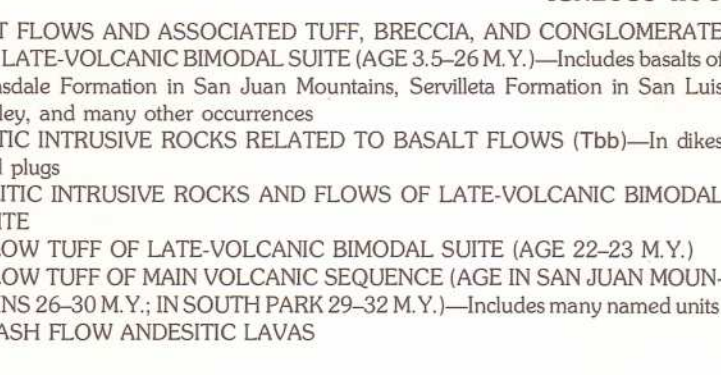 T FLOWS AND ASSOCIATED TUFF, BRECCIA, AND CONGLOMERATE
LATE-VOLCANIC BIMODAL SUITE (AGE 3.5–26 M.Y.)—Includes basalts of
nsdale Formation in San Juan Mountains, Servilleta Formation in San Luis
ley, and many other occurrences
TIC INTRUSIVE ROCKS RELATED TO BASALT FLOWS (Tbb)—In dikes
l plugs
ITIC INTRUSIVE ROCKS AND FLOWS OF LATE-VOLCANIC BIMODAL
ITE
LOW TUFF OF LATE-VOLCANIC BIMODAL SUITE (AGE 22–23 M.Y.)
LOW TUFF OF MAIN VOLCANIC SEQUENCE (AGE IN SAN JUAN MOUN-
INS 26–30 M.Y.; IN SOUTH PARK 29–32 M.Y.)—Includes many named units
ASH FLOW ANDESITIC LAVAS